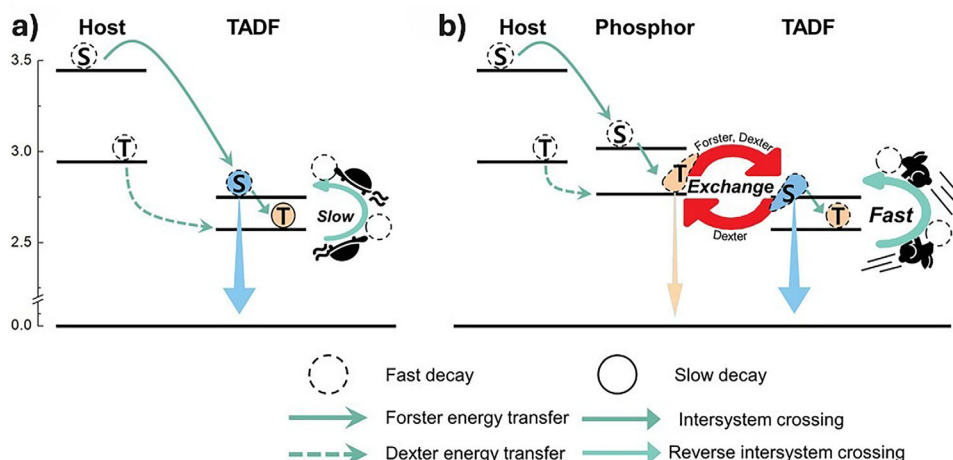 a)
Host
TADF
3.5
3.0
2.5
0.0
S
T
S
T
Slow
b)
Host
Phosphor
TADF
S
T
S
T
Forster, Dexter
Exchange
Dexter
S
T
Fast
Fast decay
Slow decay
Forster energy transfer
Intersystem crossing
Dexter energy transfer
Reverse intersystem crossing